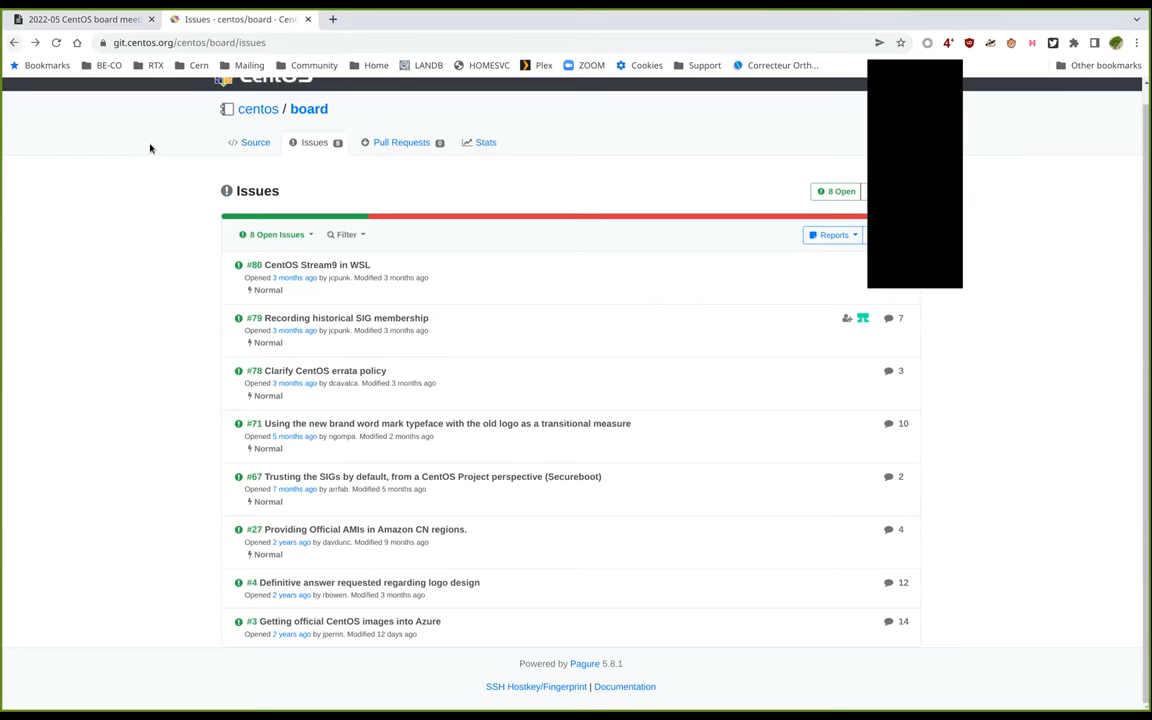 2022-05 CentOS board meet
Issues - centos/board - Cent
git.centos.org/centos/board/issues
Bookmarks BE-CO RTX Cern Mailing Community Home LANDB HOMESVC Plex ZOOM Cookies Support Correcteur Orth... Other bookmarks
CentOS
centos / board
Source Issues 8 Pull Requests 0 Stats
Issues
8 Open
8 Open Issues Filter Reports
#80 CentOS Stream9 in WSL
Opened 3 months ago by jcpunk. Modified 3 months ago
Normal
#79 Recording historical SIG membership 7
Opened 3 months ago by jcpunk. Modified 3 months ago
Normal
#78 Clarify CentOS errata policy 3
Opened 3 months ago by dcavalca. Modified 3 months ago
Normal
#71 Using the new brand word mark typeface with the old logo as a transitional measure 10
Opened 5 months ago by ngompa. Modified 2 months ago
Normal
#67 Trusting the SIGs by default, from a CentOS Project perspective (Secureboot) 2
Opened 7 months ago by arrfab. Modified 5 months ago
Normal
#27 Providing Official AMIs in Amazon CN regions. 4
Opened 2 years ago by davdunc. Modified 9 months ago
Normal
#4 Definitive answer requested regarding logo design 12
Opened 2 years ago by rbowen. Modified 3 months ago
#3 Getting official CentOS images into Azure 14
Opened 2 years ago by jperrin. Modified 12 days ago
Powered by Pagure 5.8.1
SSH Hostkey/Fingerprint | Documentation